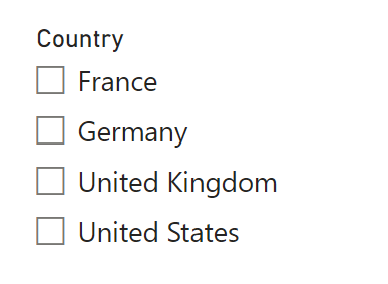 Country
France
Germany
United Kingdom
United States